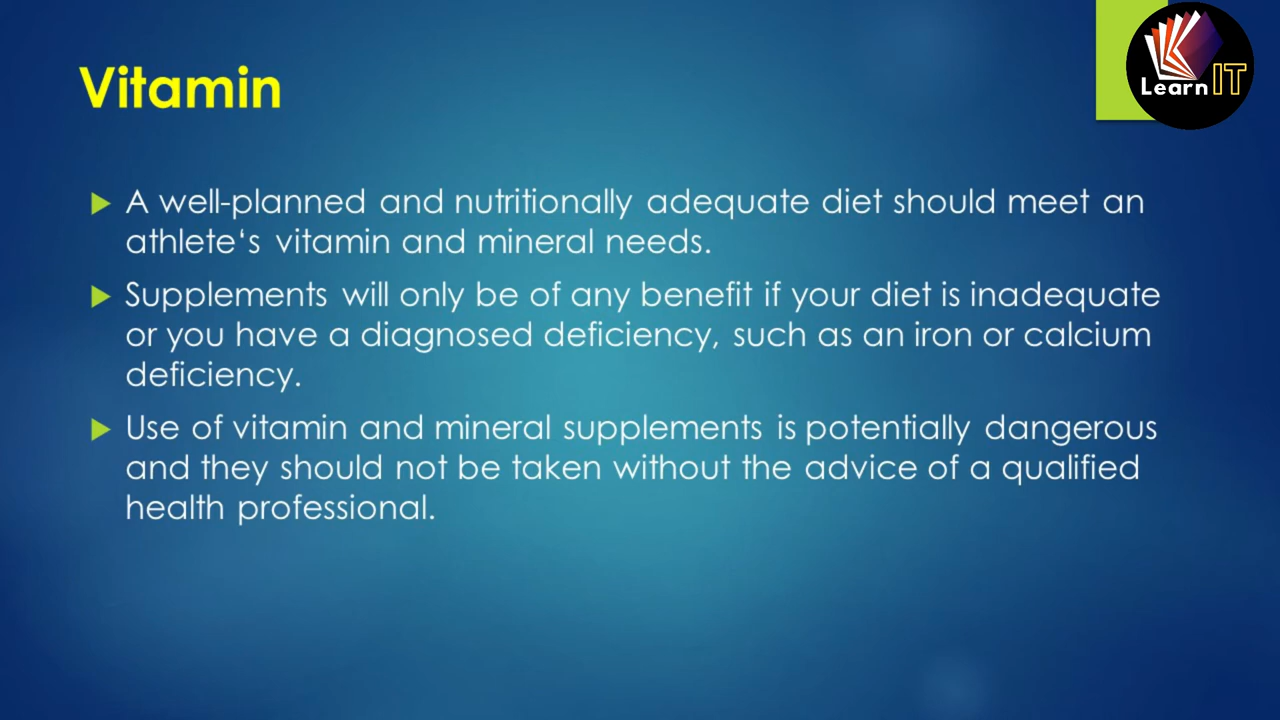 Vitamin
Learn IT
A well-planned and nutritionally adequate diet should meet an
athlete‘s vitamin and mineral needs.
Supplements will only be of any benefit if your diet is inadequate
or you have a diagnosed deficiency, such as an iron or calcium
deficiency.
Use of vitamin and mineral supplements is potentially dangerous
and they should not be taken without the advice of a qualified
health professional.